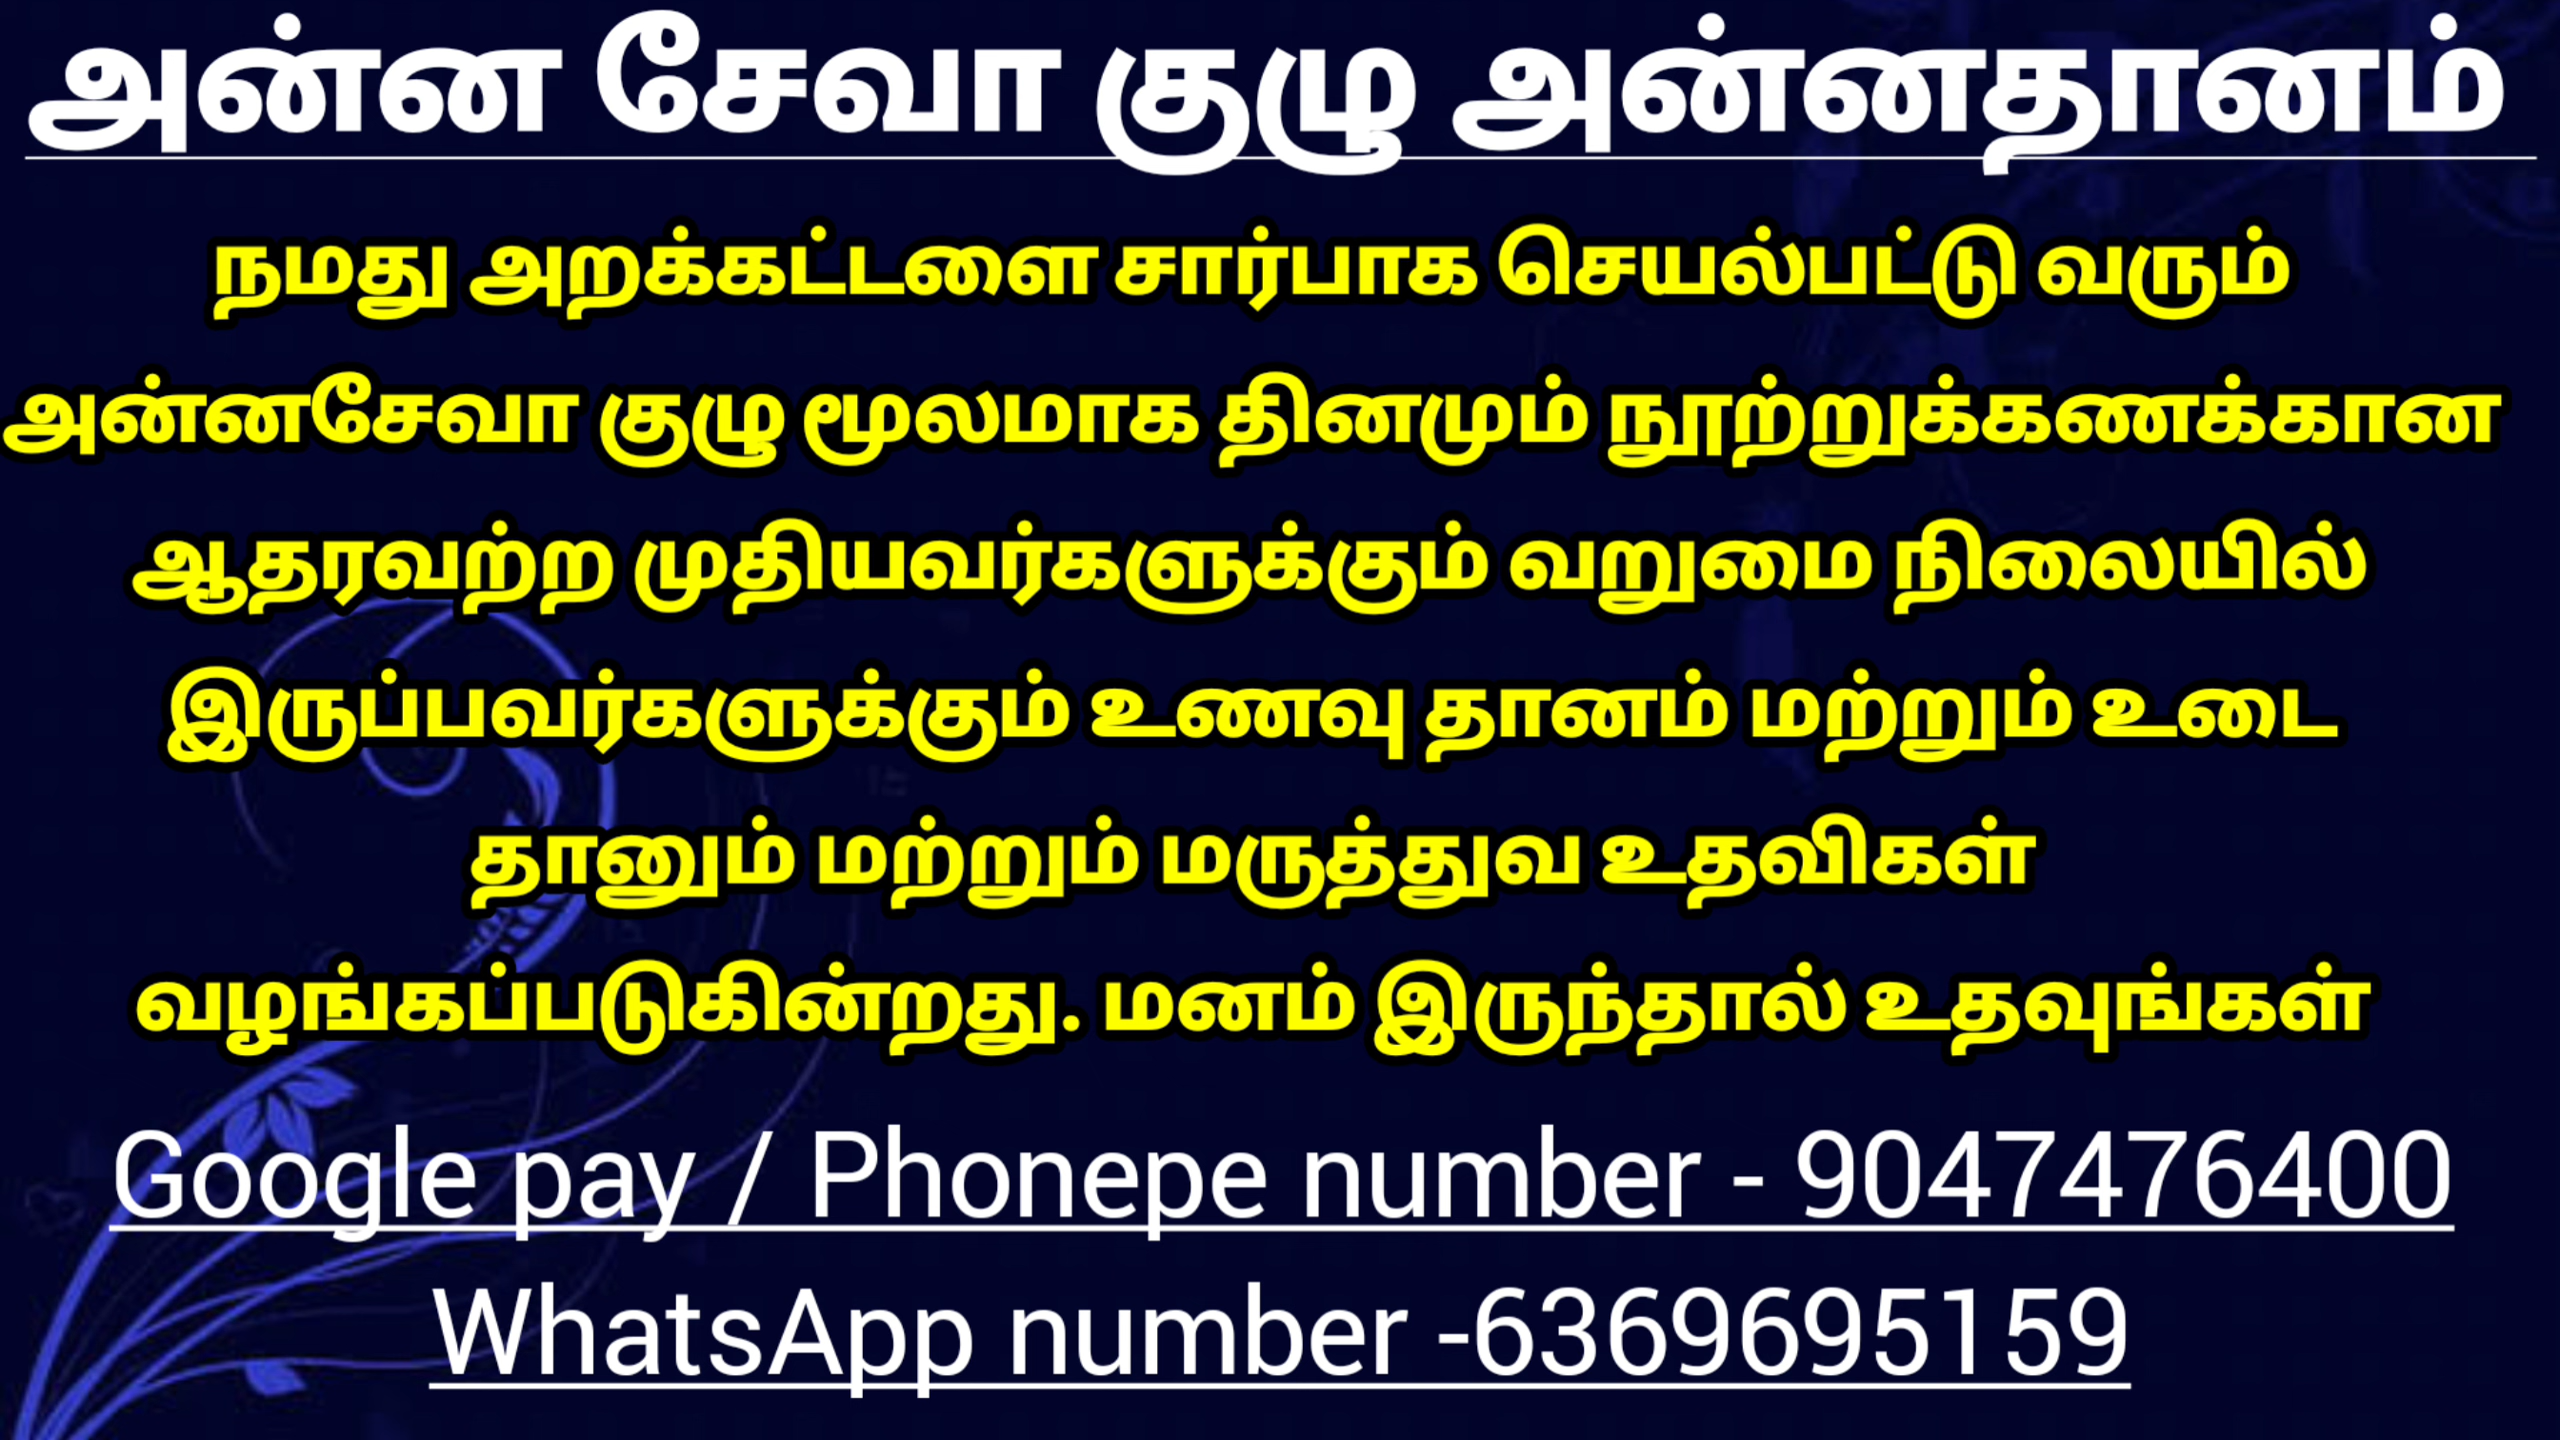 அன்ன சேவா குழு அன்னதானம்
நமது அறக்கட்டளை சார்பாக செயல்பட்டு வரும்
அன்னசேவா குழு மூலமாக தினமும் நூற்றுக்கணக்கான
ஆதரவற்ற முதியவர்களுக்கும் வறுமை நிலையில்
இருப்பவர்களுக்கும் உணவு தானம் மற்றும் உடை
தானும் மற்றும் மருத்துவ உதவிகள்
வழங்கப்படுகின்றது. மனம் இருந்தால் உதவுங்கள்
Google pay / Phonepe number - 9047476400
WhatsApp number -6369695159